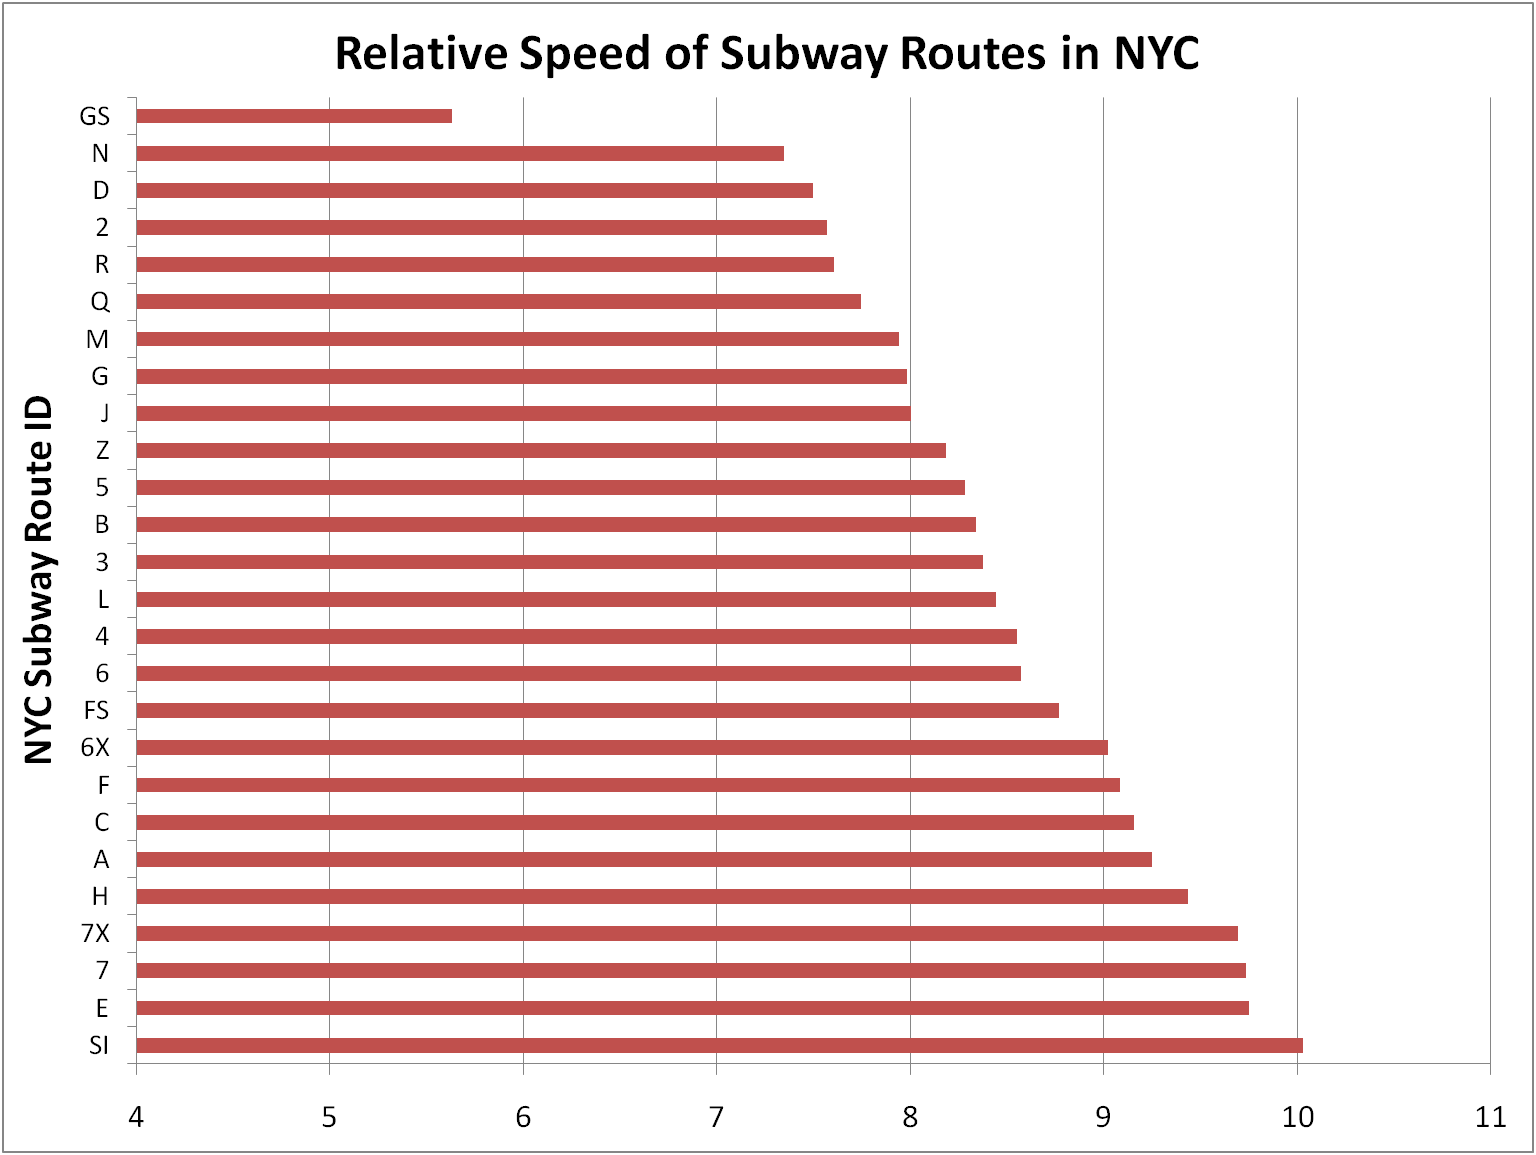 Relative Speed of Subway Routes in NYC
NYC Subway Route ID
GS
N
D
2
R
Q
M
G
J
Z
5
B
3
L
4
6
FS
6X
F
C
A
H
7X
7
E
SI
4 5 6 7 8 9 10 11